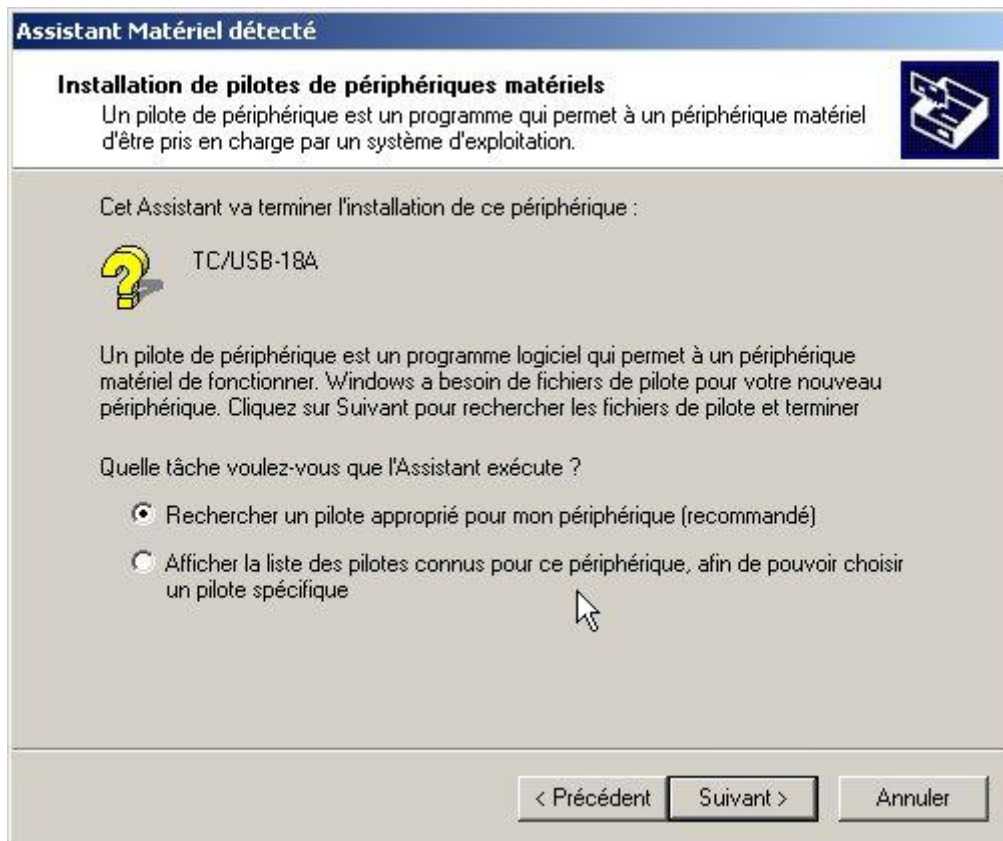 Assistant Matériel détecté
Installation de pilotes de périphériques matériels
Un pilote de périphérique est un programme qui permet à un périphérique matériel
d'être pris en charge par un système d'exploitation.
Cet Assistant va terminer l'installation de ce périphérique :
TC/USB-18A
Un pilote de périphérique est un programme logiciel qui permet à un périphérique
matériel de fonctionner. Windows a besoin de fichiers de pilote pour votre nouveau
périphérique. Cliquez sur Suivant pour rechercher les fichiers de pilote et terminer
Quelle tâche voulez-vous que l'Assistant exécute ?
Rechercher un pilote approprié pour mon périphérique (recommandé)
Afficher la liste des pilotes connus pour ce périphérique, afin de pouvoir choisir
un pilote spécifique
< Précédent Suivant > Annuler